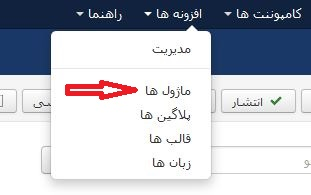 کامپوننت ها افزونه ها راهنما
مدیریت
ماژول ها
پلاگین ها
قالب ها
زبان ها
انتشار